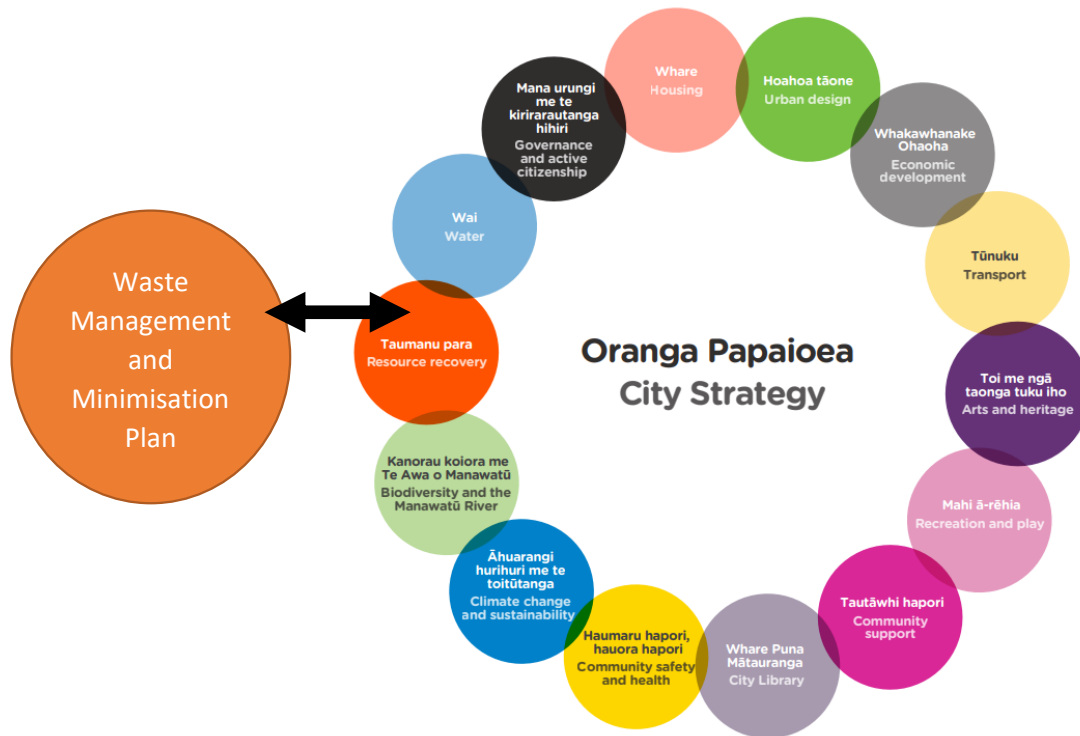 Waste
Management
and
Minimisation
Plan
Oranga Papaioea
City Strategy
Whare
Housing
Hoahoa tāone
Urban design
Whakawhanake
Ohaoha
Economic
development
Tūnuku
Transport
Toi me ngā
taonga tuku iho
Arts and heritage
Mahi ā-rēhia
Recreation and play
Tautāwhi hapori
Community
support
Whare Puna
Mātauranga
City Library
Haumaru hapori,
hauora hapori
Community safety
and health
Āhuarangi
hurihuri me te
toitūtanga
Climate change
and sustainability
Kanorau koiora me
Te Awa o Manawatū
Biodiversity and the
Manawatū River
Taumanu para
Resource recovery
Wai
Water
Mana urungi
me te
kirirarautanga
hihiri
Governance
and active
citizenship